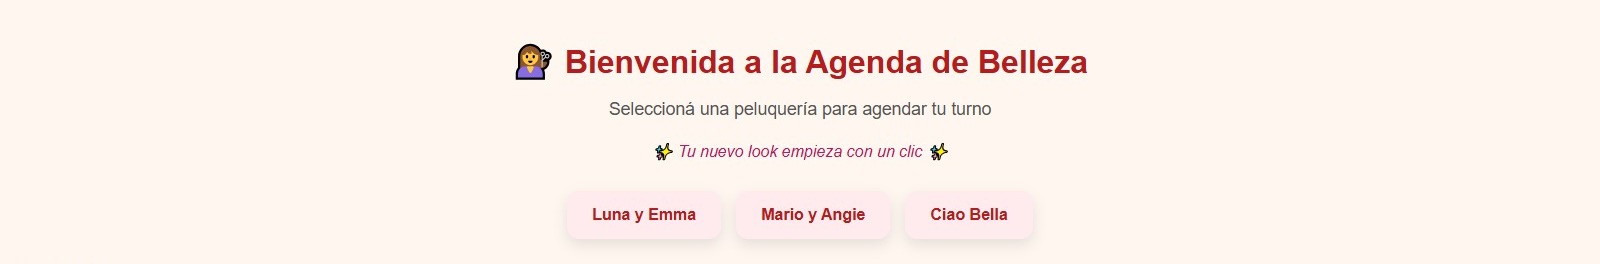 Bienvenida a la Agenda de Belleza
Seleccioná una peluquería para agendar tu turno
✨ Tu nuevo look empieza con un clic ✨
Luna y Emma
Mario y Angie
Ciao Bella